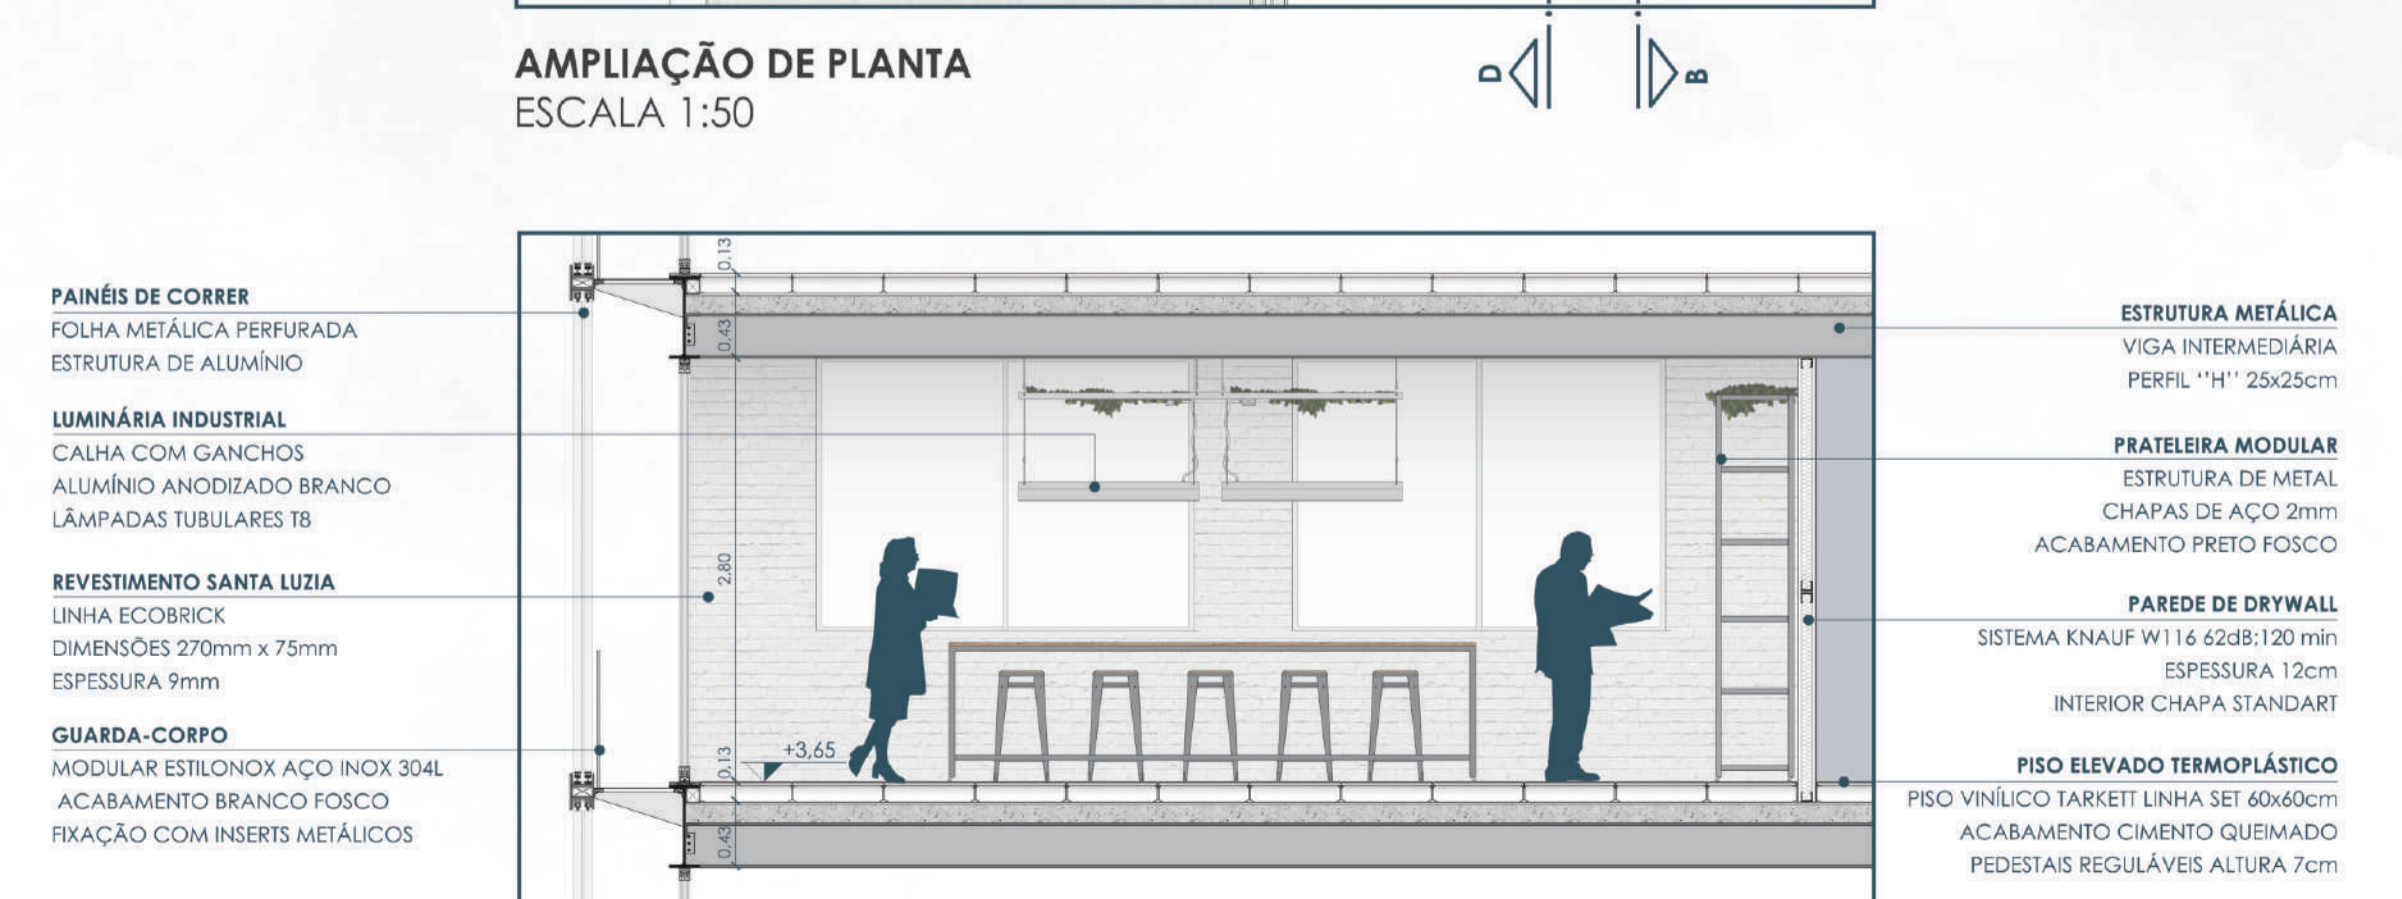 AMPLIAÇÃO DE PLANTA
ESCALA 1:50
D
B
PAINÉIS DE CORRER
FOLHA METÁLICA PERFURADA
ESTRUTURA DE ALUMÍNIO
LUMINÁRIA INDUSTRIAL
CALHA COM GANCHOS
ALUMÍNIO ANODIZADO BRANCO
LÂMPADAS TUBULARES T8
REVESTIMENTO SANTA LUZIA
LINHA ECOBRICK
DIMENSÕES 270mm x 75mm
ESPESSURA 9mm
GUARDA-CORPO
MODULAR ESTILONOX AÇO INOX 304L
ACABAMENTO BRANCO FOSCO
FIXAÇÃO COM INSERTS METÁLICOS
0,13
0,43
2,80
0,13
+3,65
0,43
ESTRUTURA METÁLICA
VIGA INTERMEDIÁRIA
PERFIL ''H'' 25x25cm
PRATELEIRA MODULAR
ESTRUTURA DE METAL
CHAPAS DE AÇO 2mm
ACABAMENTO PRETO FOSCO
PAREDE DE DRYWALL
SISTEMA KNAUF W116 62dB;120 min
ESPESSURA 12cm
INTERIOR CHAPA STANDART
PISO ELEVADO TERMOPLÁSTICO
PISO VINÍLICO TARKETT LINHA SET 60x60cm
ACABAMENTO CIMENTO QUEIMADO
PEDESTAIS REGULÁVEIS ALTURA 7cm